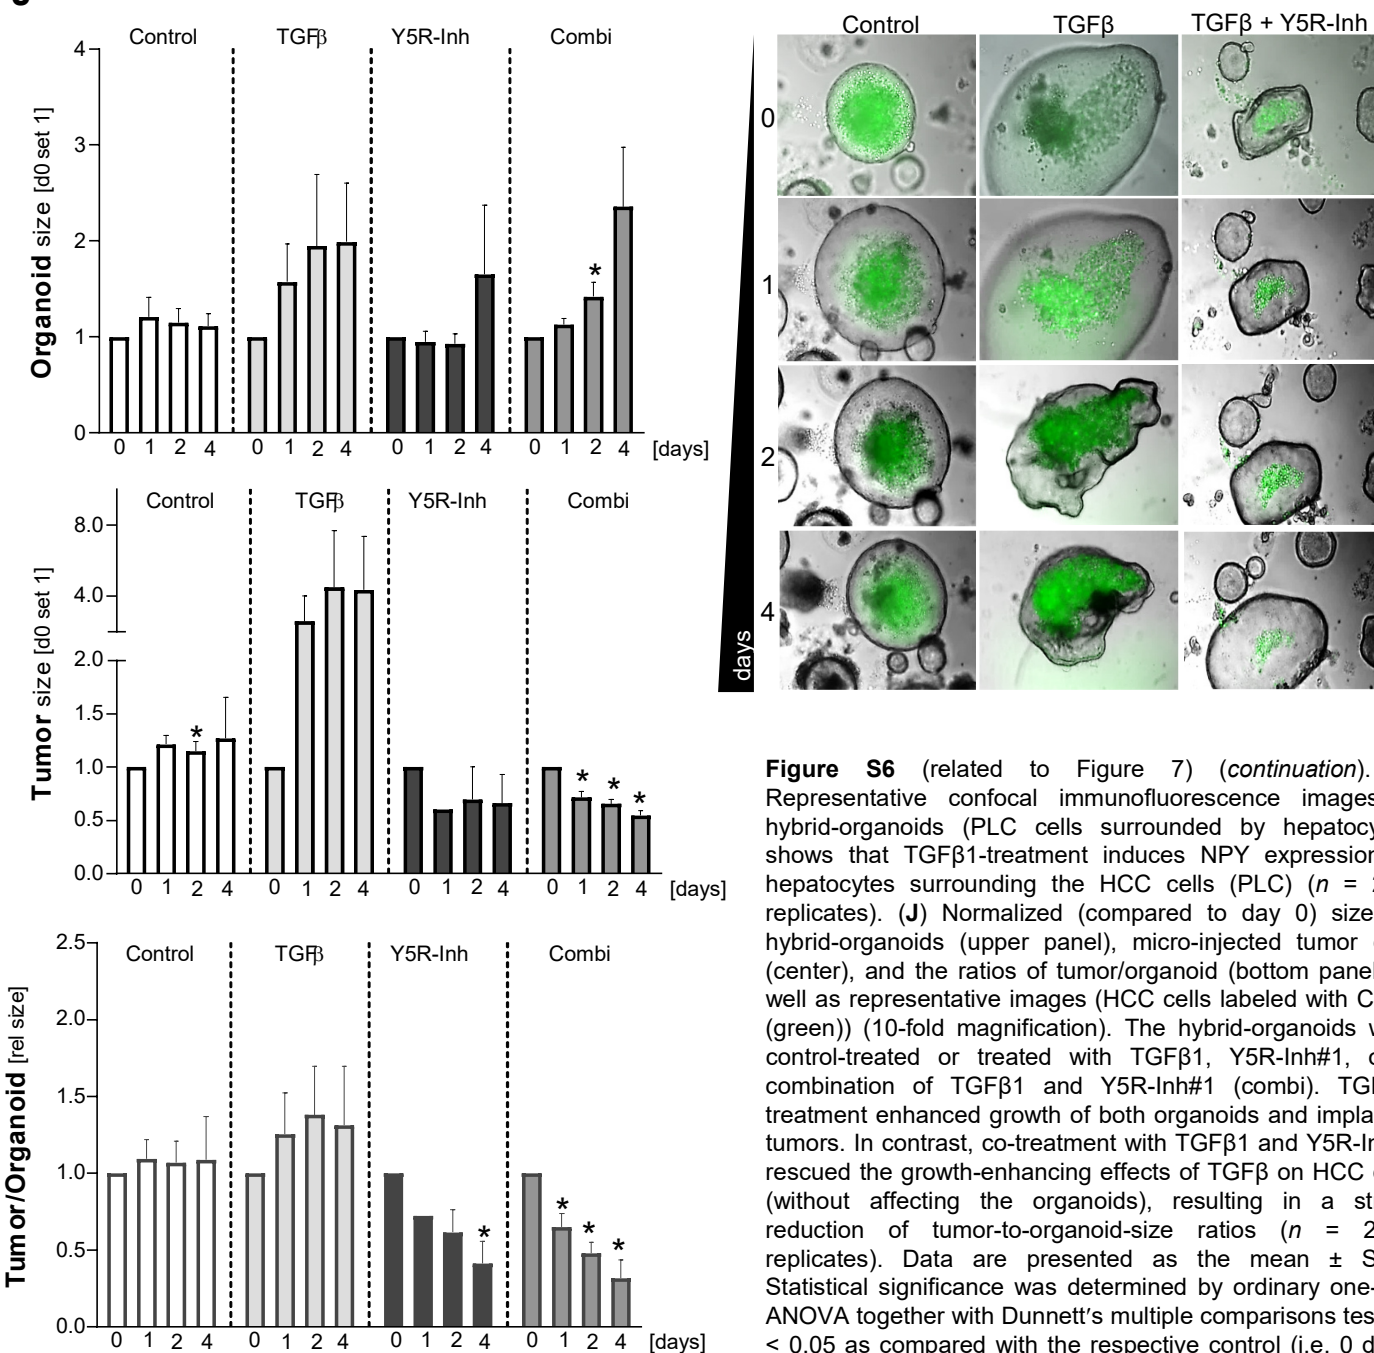 Control TGFβ Y5R-Inh Combi
4
3
2
1
0
Organoid size [d0 set 1]
0 1 2 4 0 1 2 4 0 1 2 4 0 1 2 4 [days]
*
Control TGFβ Y5R-Inh Combi
8.0
4.0
2.0
1.5
1.0
0.5
0.0
Tumor size [d0 set 1]
* * * *
0 1 2 4 0 1 2 4 0 1 2 4 0 1 2 4 [days]
Control TGFβ Y5R-Inh Combi
2.5
2.0
1.5
1.0
0.5
0.0
Tumor/Organoid [rel size]
* * * *
0 1 2 4 0 1 2 4 0 1 2 4 0 1 2 4 [days]
Control TGFβ TGFβ + Y5R-Inh
0
1
2
4
days
Figure S6 (related to Figure 7) (continuation).
Representative confocal immunofluorescence images
hybrid-organoids (PLC cells surrounded by hepatocy
shows that TGFβ1-treatment induces NPY expression
hepatocytes surrounding the HCC cells (PLC) (n = 2
replicates). (J) Normalized (compared to day 0) size
hybrid-organoids (upper panel), micro-injected tumor
(center), and the ratios of tumor/organoid (bottom panel
well as representative images (HCC cells labeled with C
(green)) (10-fold magnification). The hybrid-organoids w
control-treated or treated with TGFβ1, Y5R-Inh#1, o
combination of TGFβ1 and Y5R-Inh#1 (combi). TGF
treatment enhanced growth of both organoids and impla
tumors. In contrast, co-treatment with TGFβ1 and Y5R-In
rescued the growth-enhancing effects of TGFβ on HCC
(without affecting the organoids), resulting in a st
reduction of tumor-to-organoid-size ratios (n = 2
replicates). Data are presented as the mean ± S
Statistical significance was determined by ordinary one-
ANOVA together with Dunnett's multiple comparisons tes
< 0.05 as compared with the respective control (i.e. 0 d